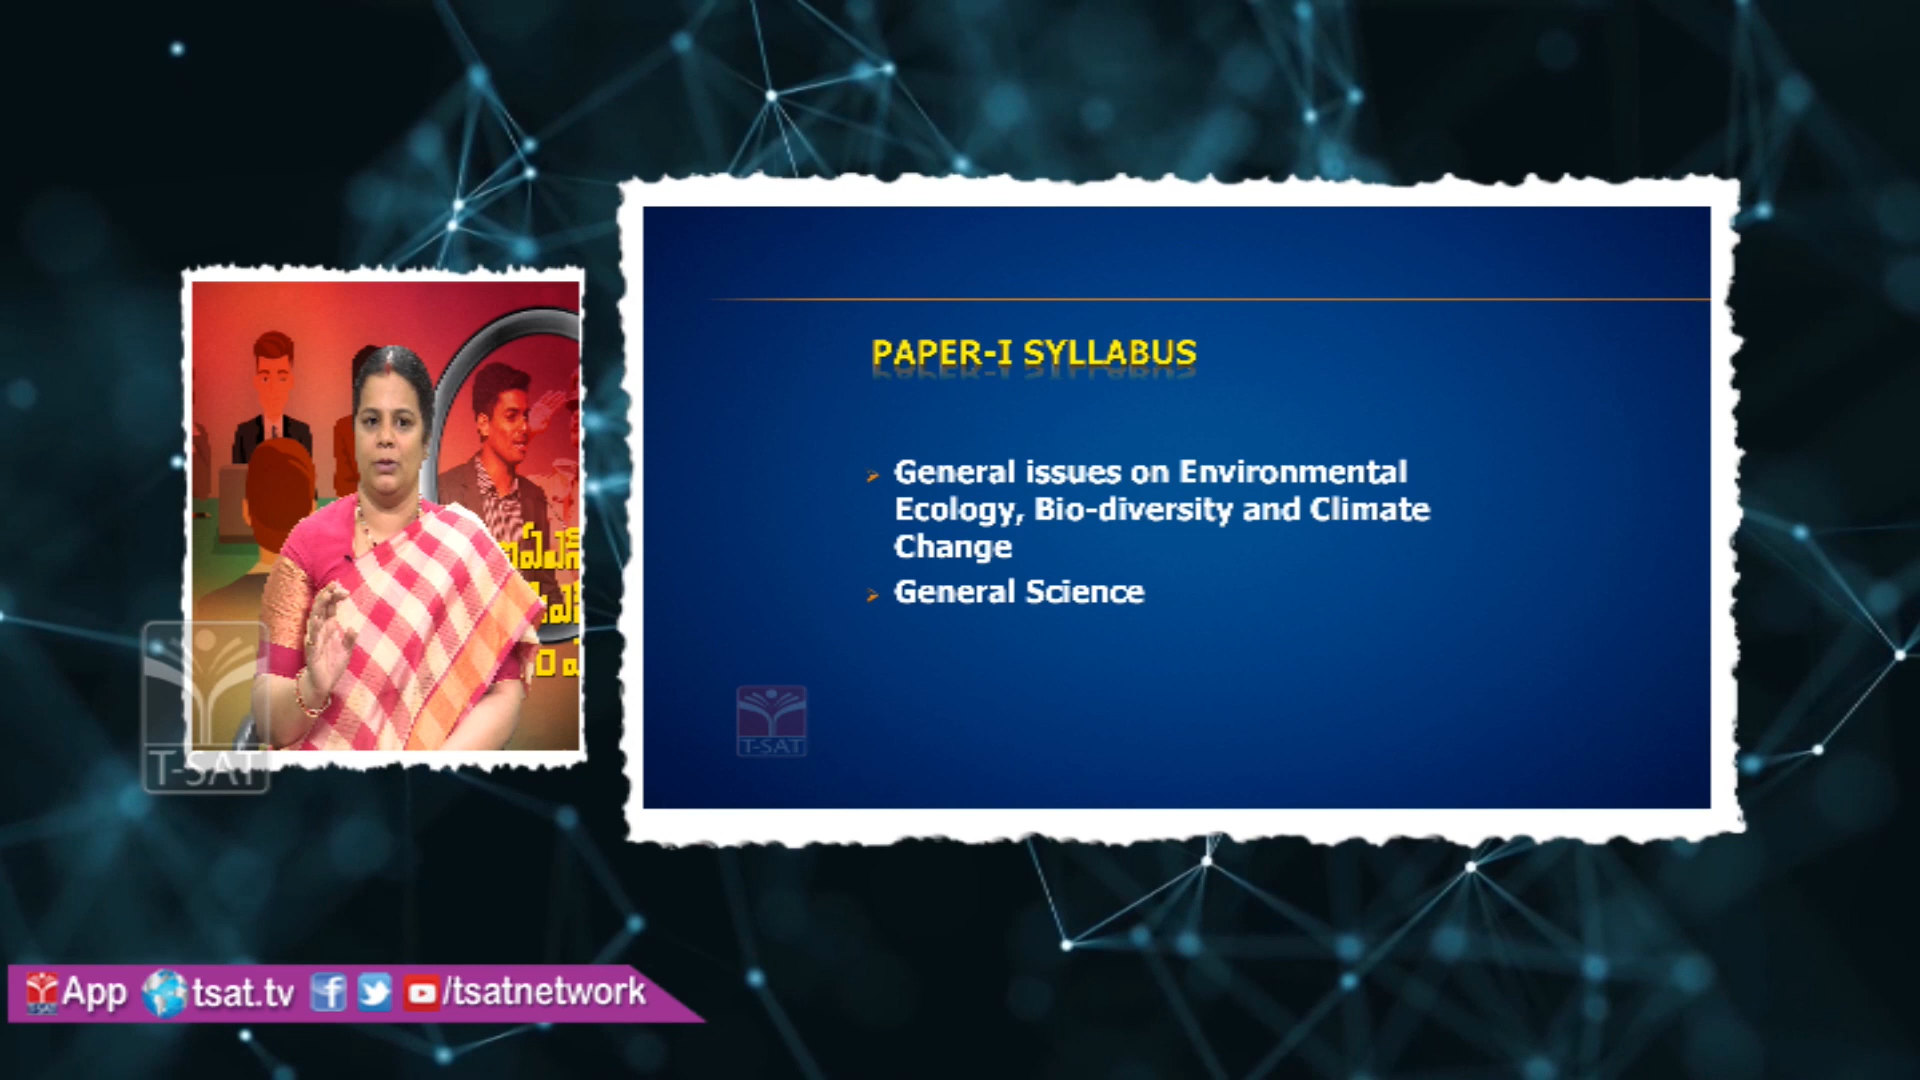 PAPER-I SYLLABUS
General issues on Environmental
Ecology, Bio-diversity and Climate
Change
General Science
T-SAT
T-SAT
App tsat.tv /tsatnetwork